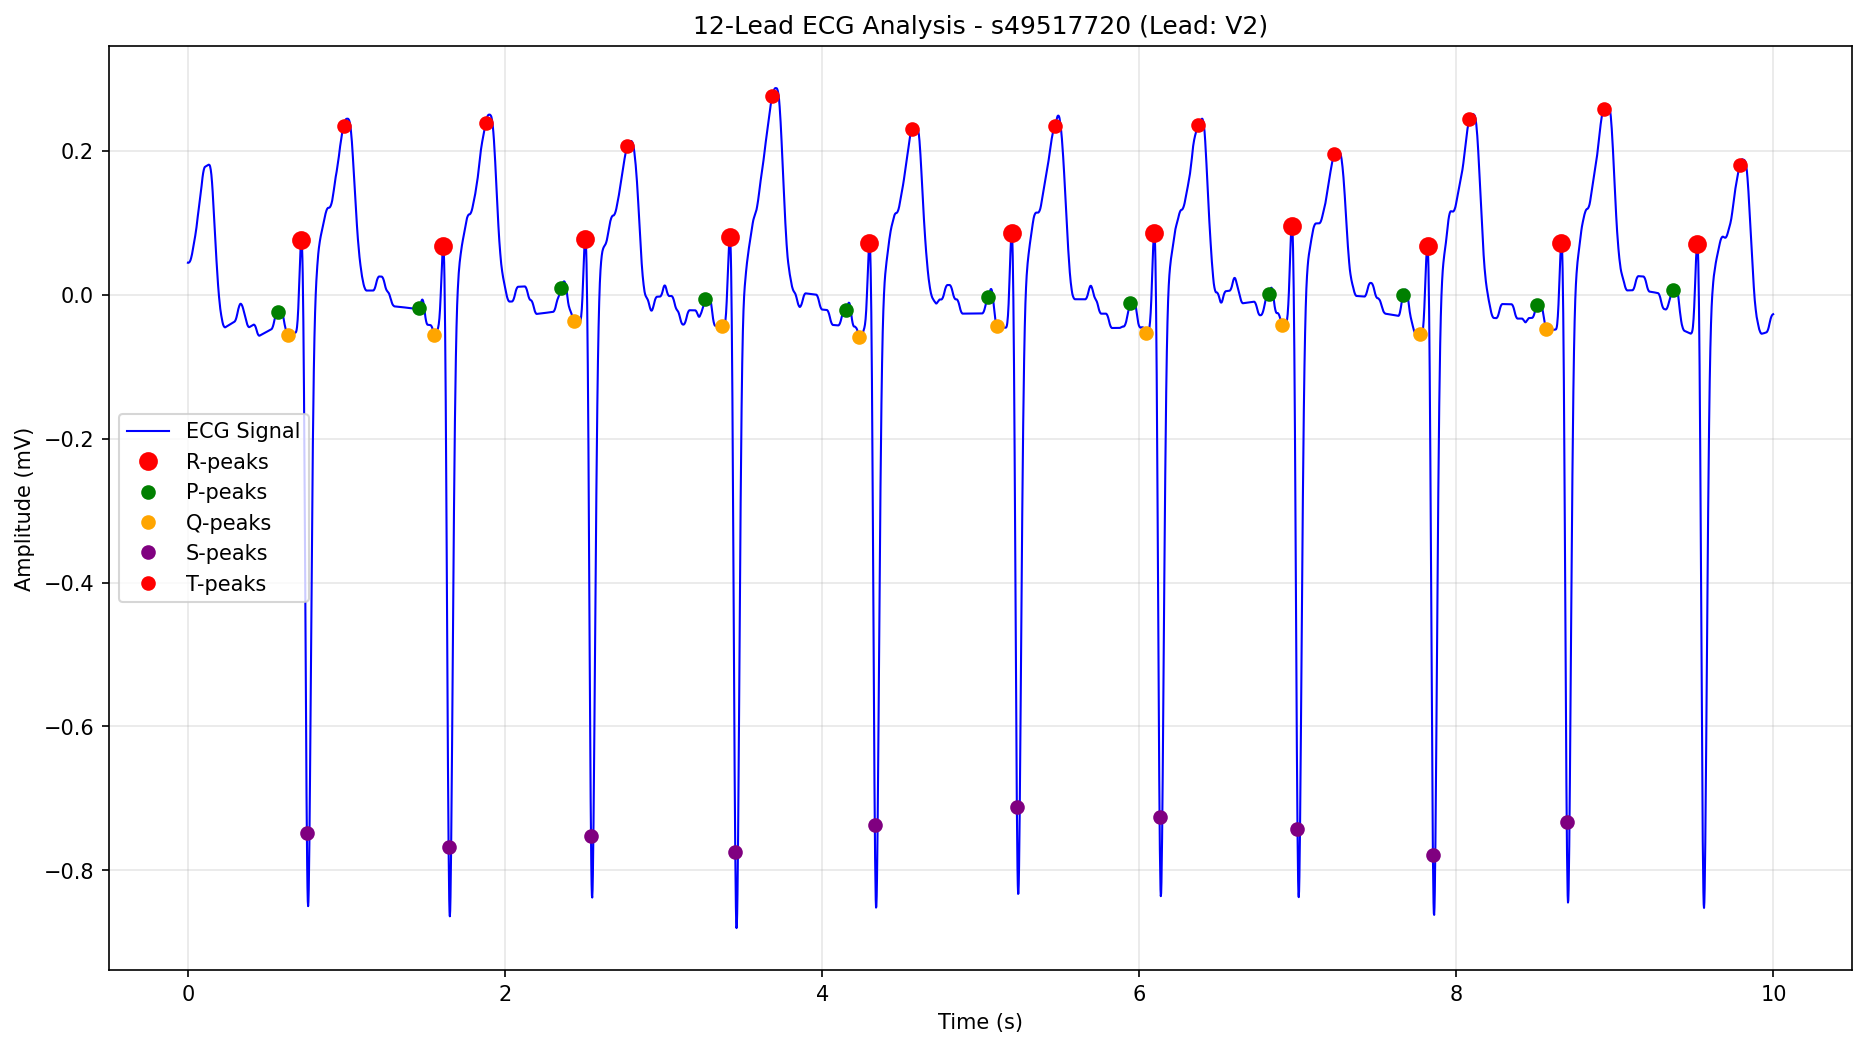 12-Lead ECG Analysis - s49517720 (Lead: V2)
Amplitude (mV)
0.2
0.0
−0.2
−0.4
−0.6
−0.8
ECG Signal
R-peaks
P-peaks
Q-peaks
S-peaks
T-peaks
0 2 4 6 8 10
Time (s)